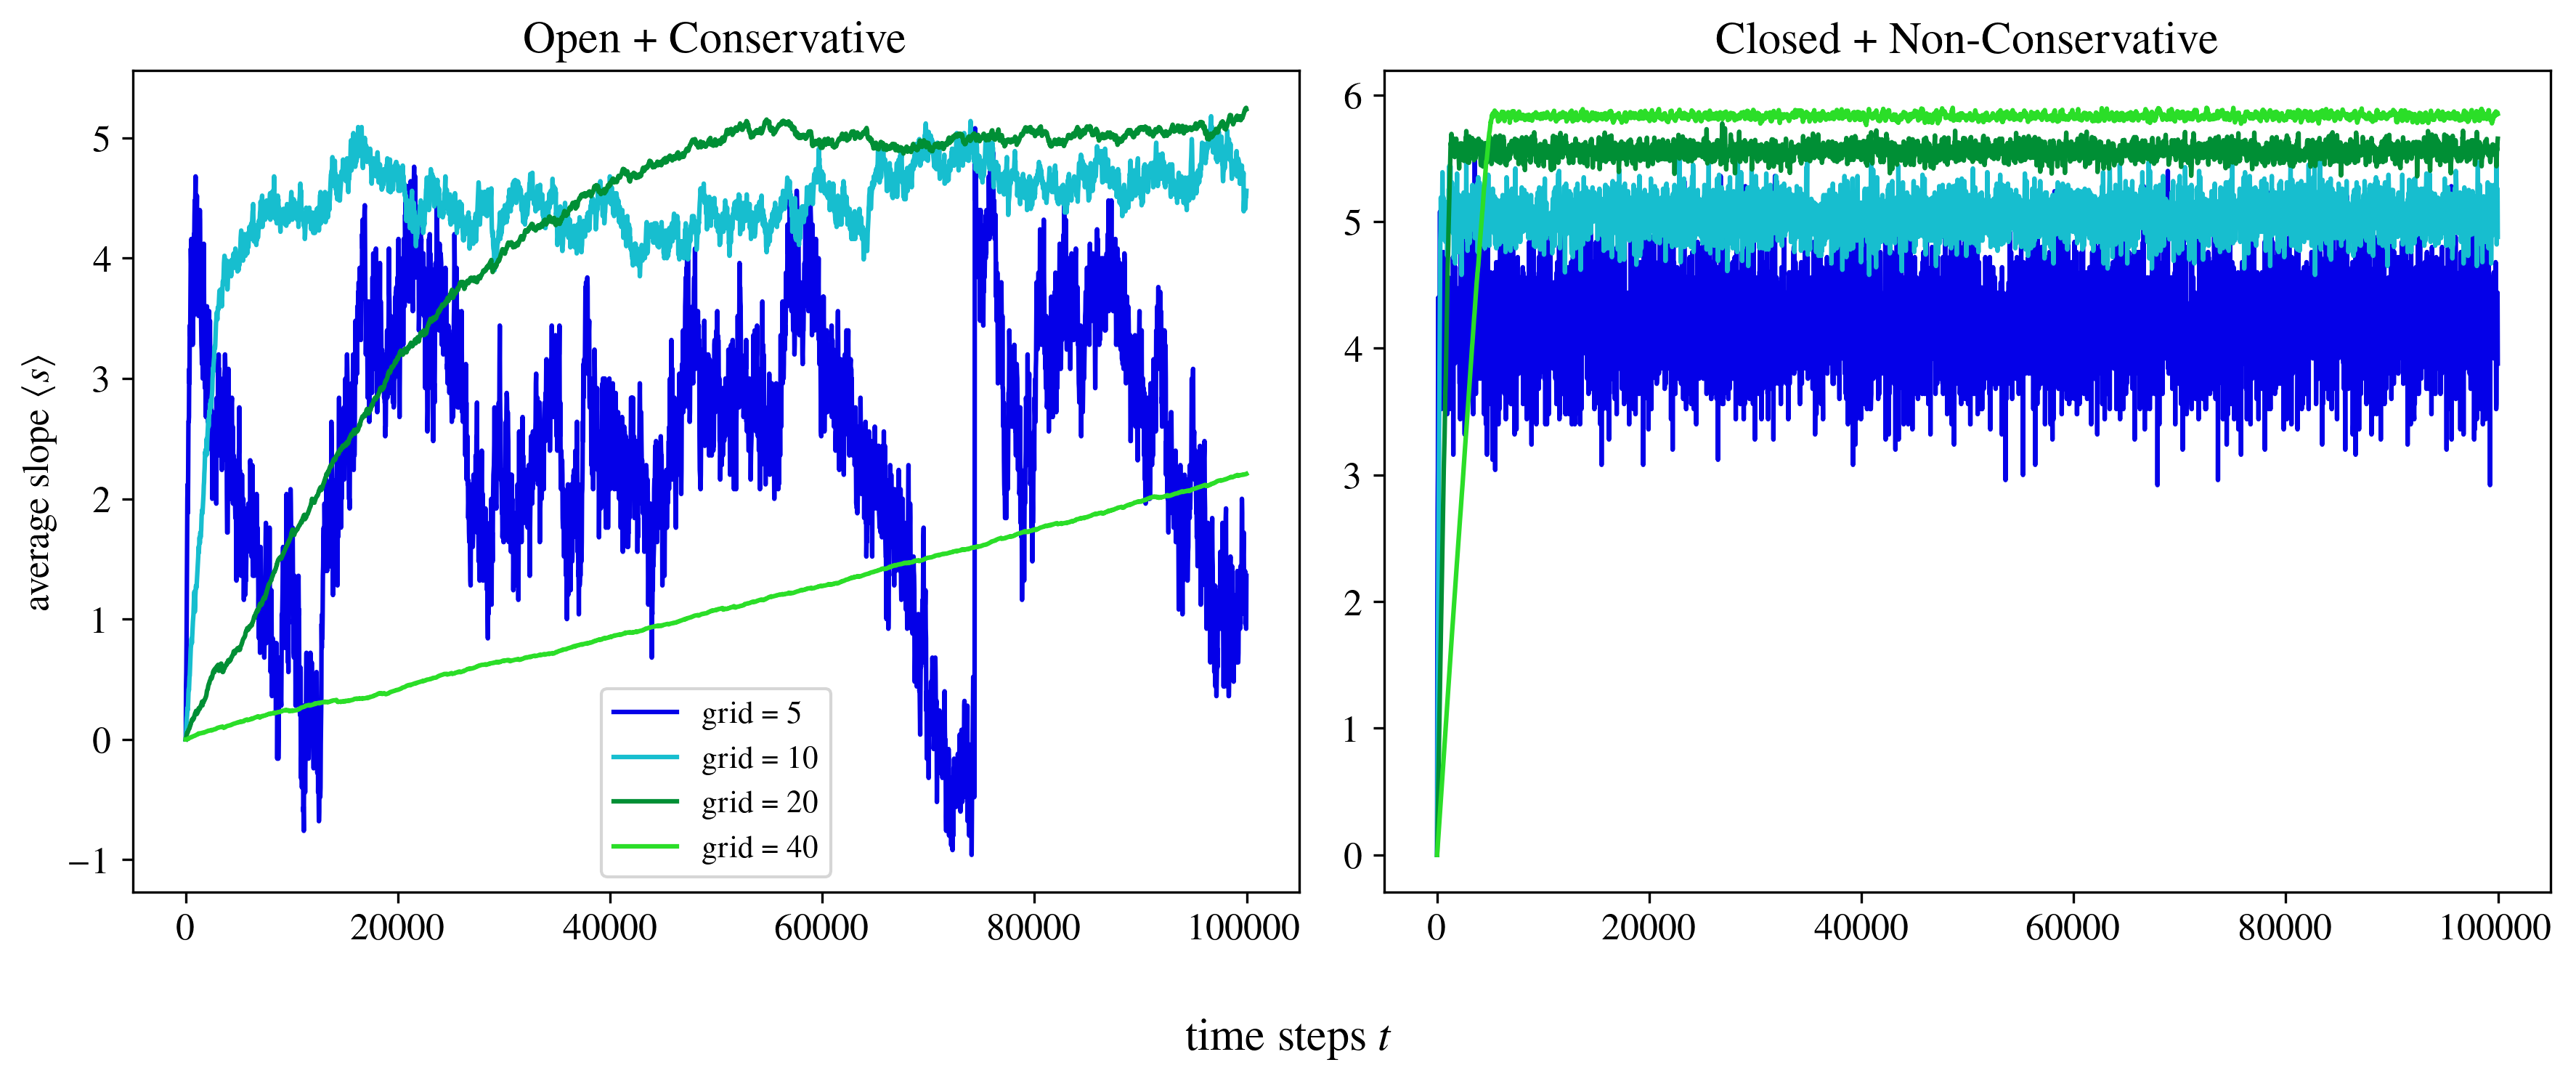 Open + Conservative
Closed + Non-Conservative
average slope ⟨s⟩
5
4
3
2
1
0
−1
6
5
4
3
2
1
0
grid = 5
grid = 10
grid = 20
grid = 40
0 20000 40000 60000 80000 100000
0 20000 40000 60000 80000 100000
time steps t